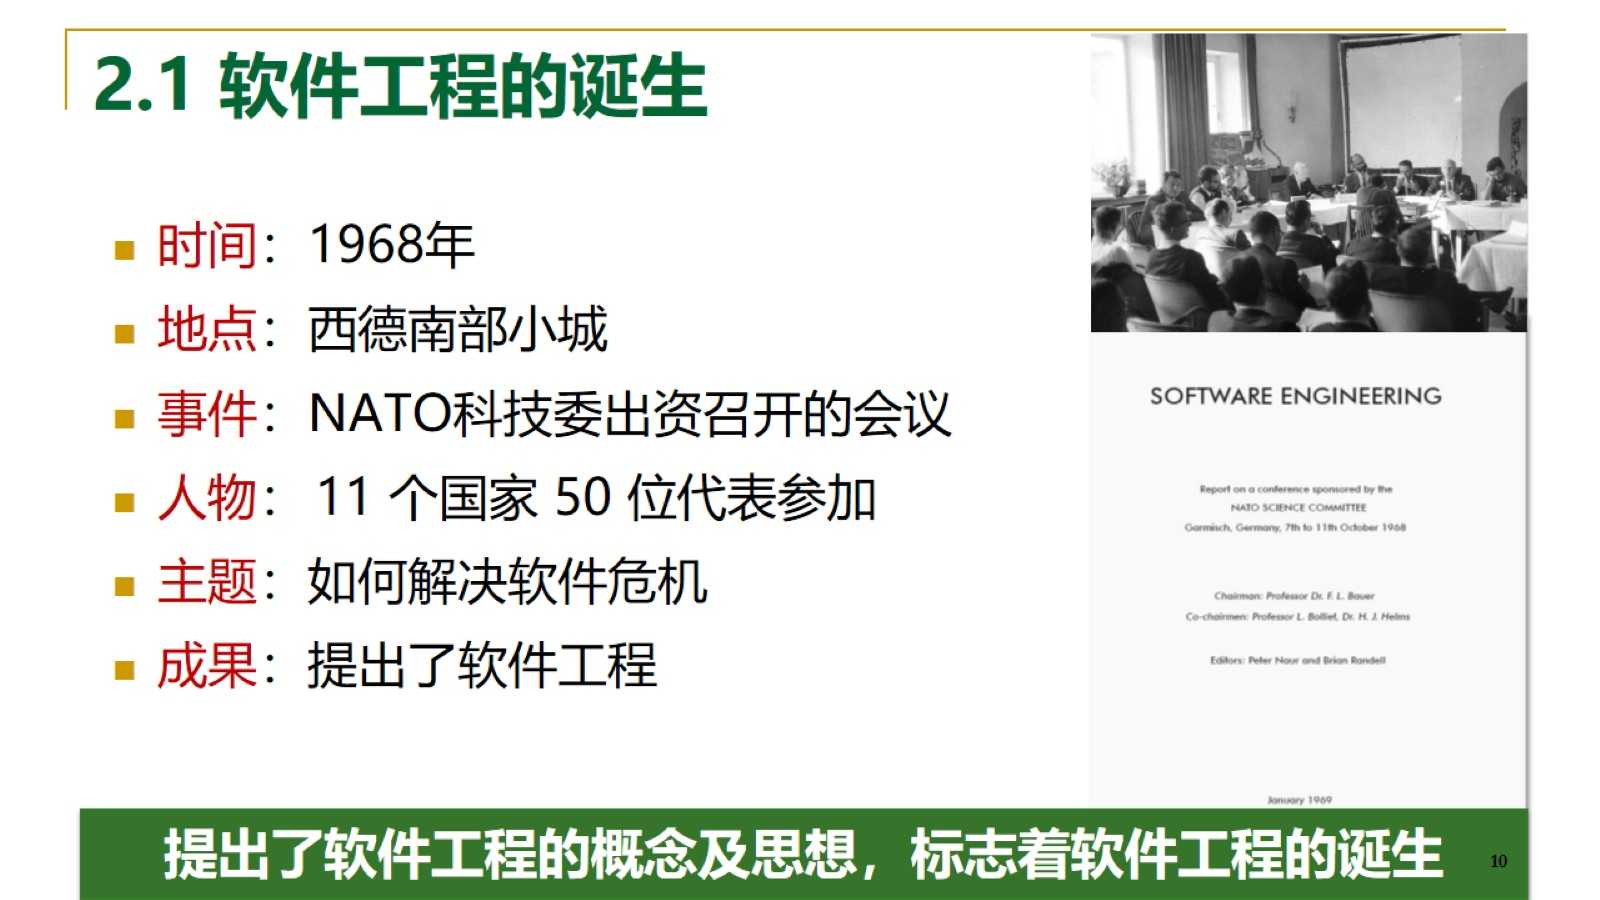 2.1 软件工程的诞生
时间：1968年
地点：西德南部小城
事件：NATO科技委出资召开的会议
人物： 11 个国家 50 位代表参加
主题：如何解决软件危机
成果：提出了软件工程
SOFTWARE ENGINEERING
Report on a conference sponsored by the
NATO SCIENCE COMMITTEE
Garmisch, Germany, 7th to 11th October 1968
Chairman: Professor Dr. F. L. Bauer
Co-chairmen: Professor L. Bolliet, Dr. H. J. Helms
Editors: Peter Naur and Brian Randell
January 1969
提出了软件工程的概念及思想，标志着软件工程的诞生
10